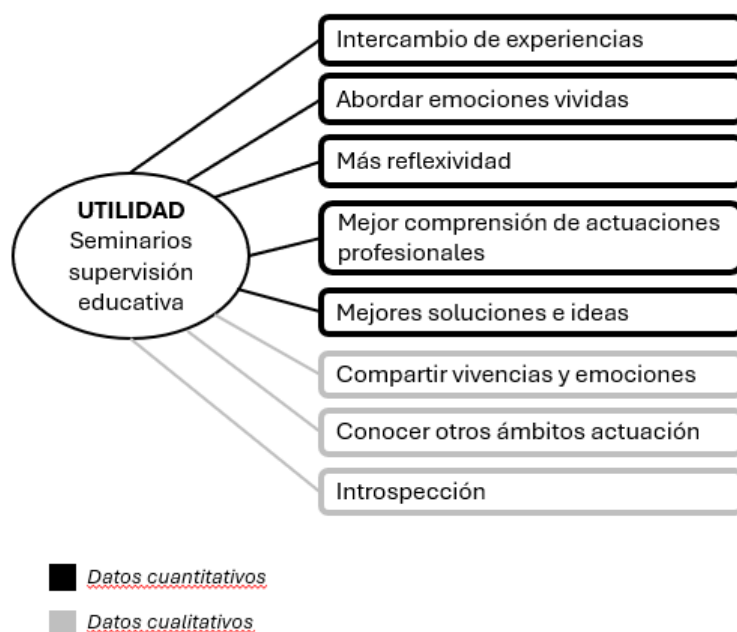 Intercambio de experiencias
Abordar emociones vividas
Más reflexividad
Mejor comprensión de actuaciones
profesionales
Mejores soluciones e ideas
Compartir vivencias y emociones
Conocer otros ámbitos actuación
Introspección
UTILIDAD
Seminarios
supervisión
educativa
Datos cuantitativos
Datos cualitativos